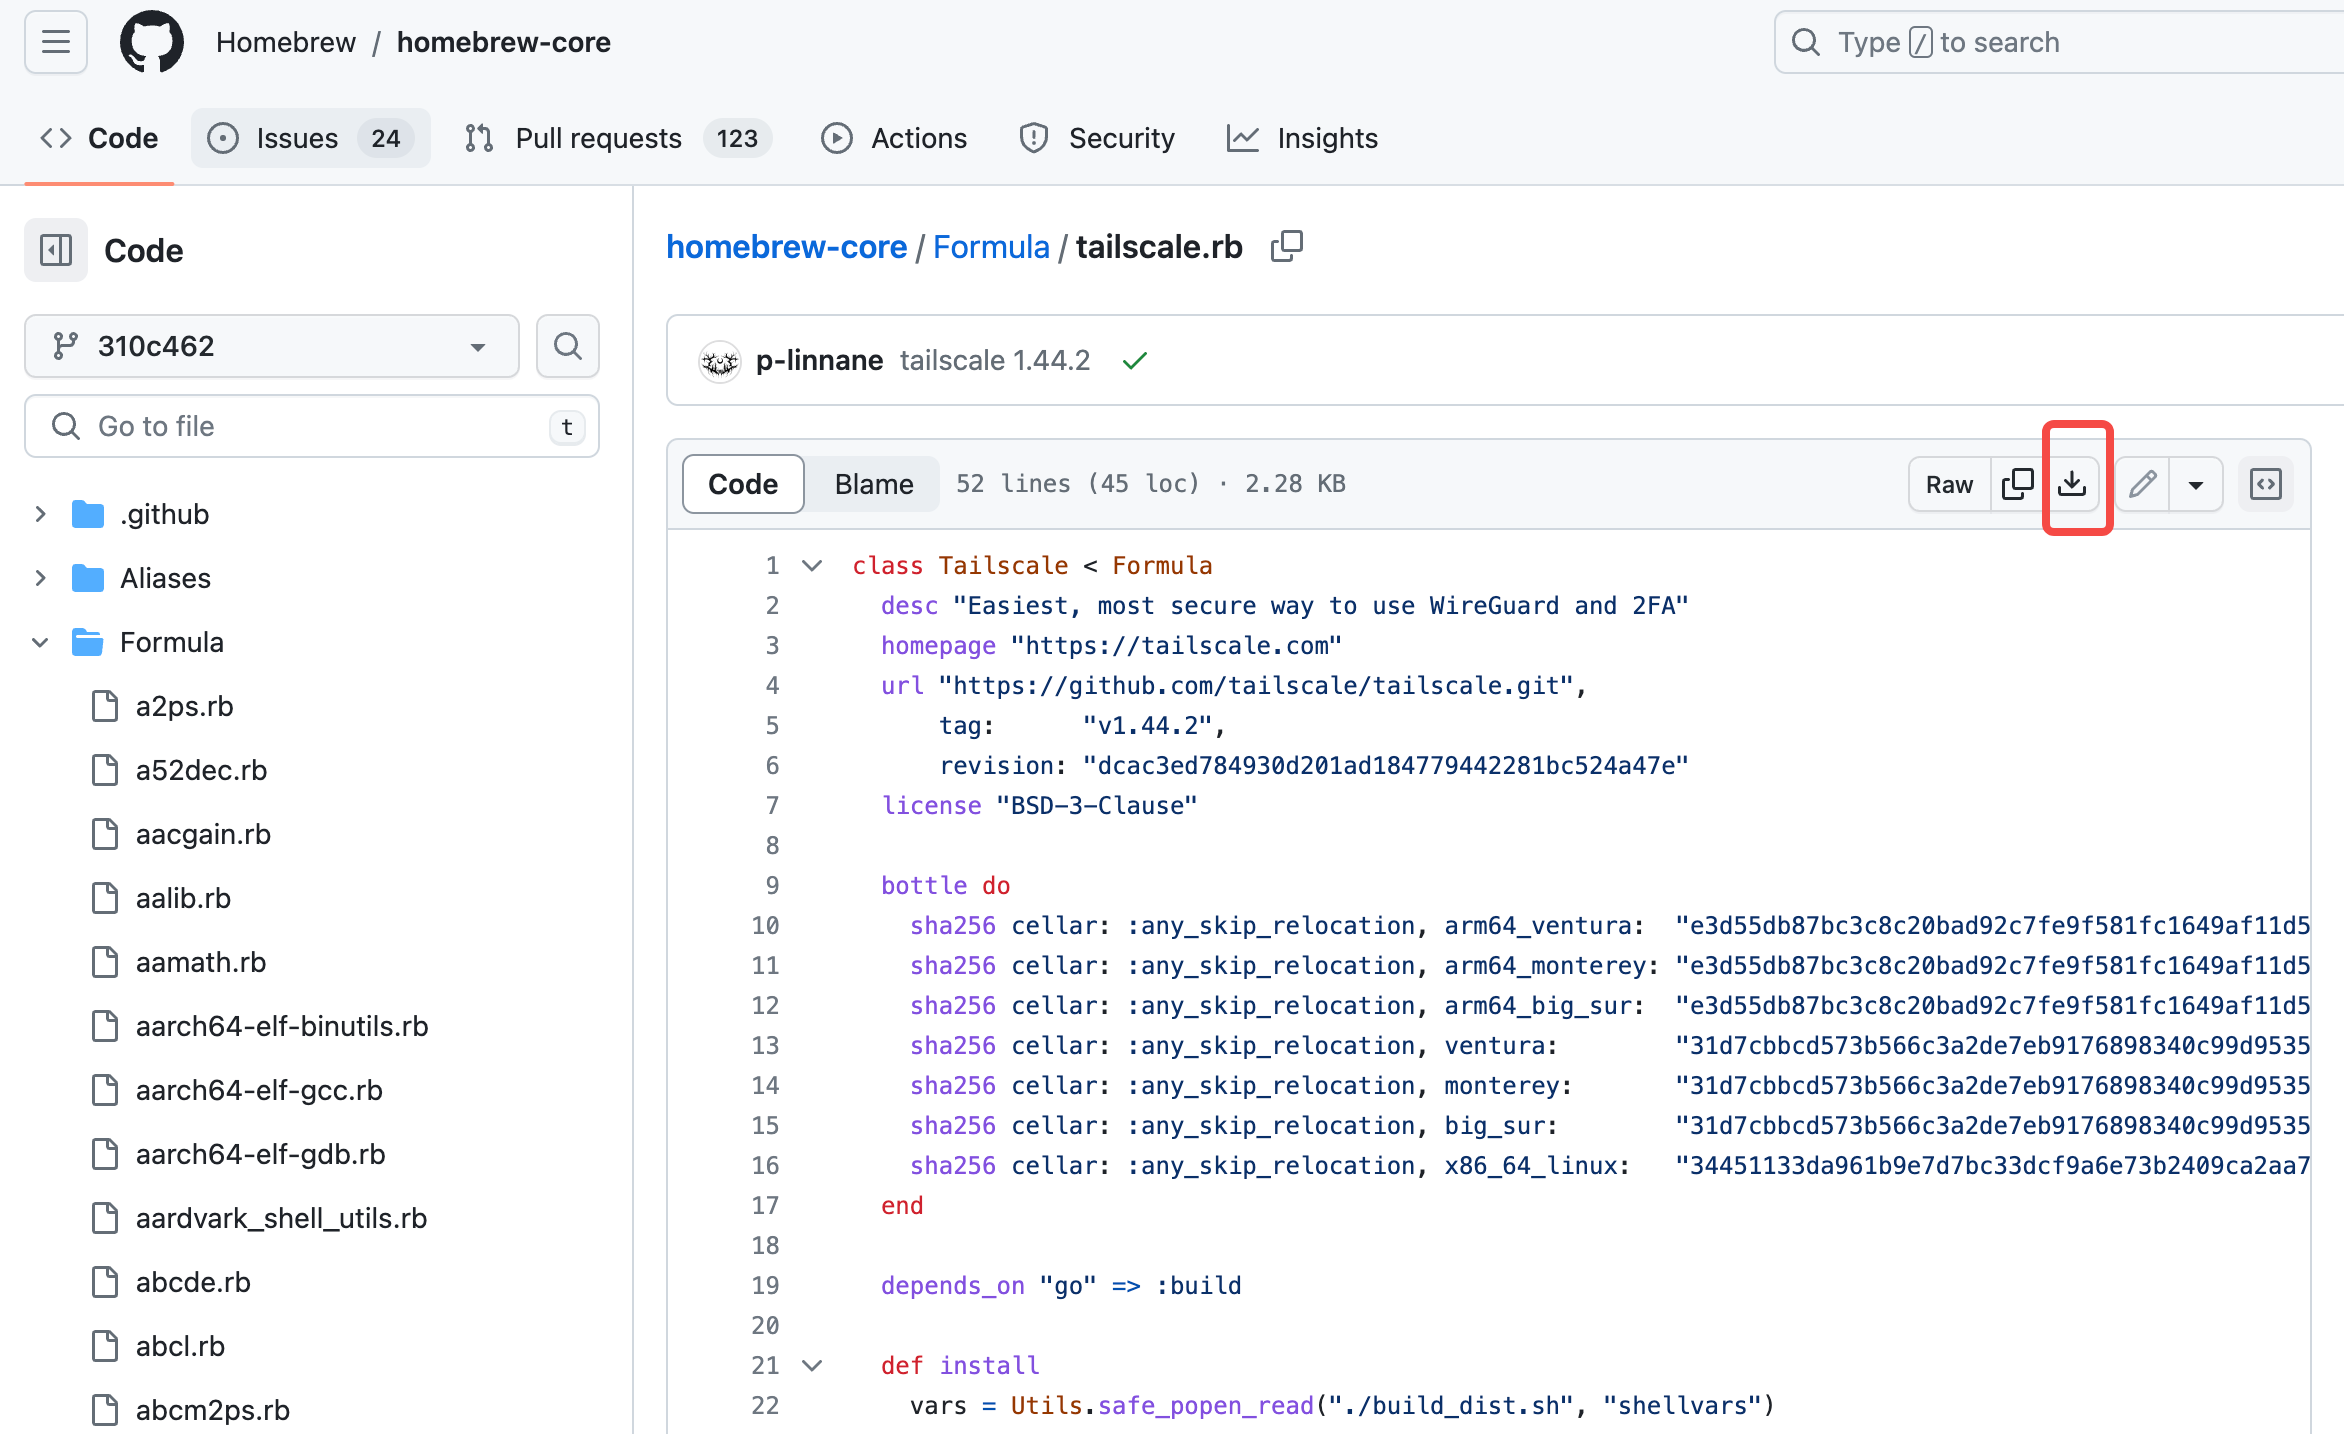 Homebrew / homebrew-core
Type / to search
Code
Issues 24
Pull requests 123
Actions
Security
Insights
Code
310c462
Go to file t
.github
Aliases
Formula
a2ps.rb
a52dec.rb
aacgain.rb
aalib.rb
aamath.rb
aarch64-elf-binutils.rb
aarch64-elf-gcc.rb
aarch64-elf-gdb.rb
aardvark_shell_utils.rb
abcde.rb
abcl.rb
abcm2ps.rb
homebrew-core / Formula / tailscale.rb
p-linnane tailscale 1.44.2
Code Blame 52 lines (45 loc) · 2.28 KB Raw
1 class Tailscale < Formula
2 desc "Easiest, most secure way to use WireGuard and 2FA"
3 homepage "https://tailscale.com"
4 url "https://github.com/tailscale/tailscale.git",
5 tag: "v1.44.2",
6 revision: "dcac3ed784930d201ad184779442281bc524a47e"
7 license "BSD-3-Clause"
8
9 bottle do
10 sha256 cellar: :any_skip_relocation, arm64_ventura: "e3d55db87bc3c8c20bad92c7fe9f581fc1649af11d5
11 sha256 cellar: :any_skip_relocation, arm64_monterey: "e3d55db87bc3c8c20bad92c7fe9f581fc1649af11d5
12 sha256 cellar: :any_skip_relocation, arm64_big_sur: "e3d55db87bc3c8c20bad92c7fe9f581fc1649af11d5
13 sha256 cellar: :any_skip_relocation, ventura: "31d7cbbcd573b566c3a2de7eb9176898340c99d9535
14 sha256 cellar: :any_skip_relocation, monterey: "31d7cbbcd573b566c3a2de7eb9176898340c99d9535
15 sha256 cellar: :any_skip_relocation, big_sur: "31d7cbbcd573b566c3a2de7eb9176898340c99d9535
16 sha256 cellar: :any_skip_relocation, x86_64_linux: "34451133da961b9e7d7bc33dcf9a6e73b2409ca2aa7
17 end
18
19 depends_on "go" => :build
20
21 def install
22 vars = Utils.safe_popen_read("./build_dist.sh", "shellvars")